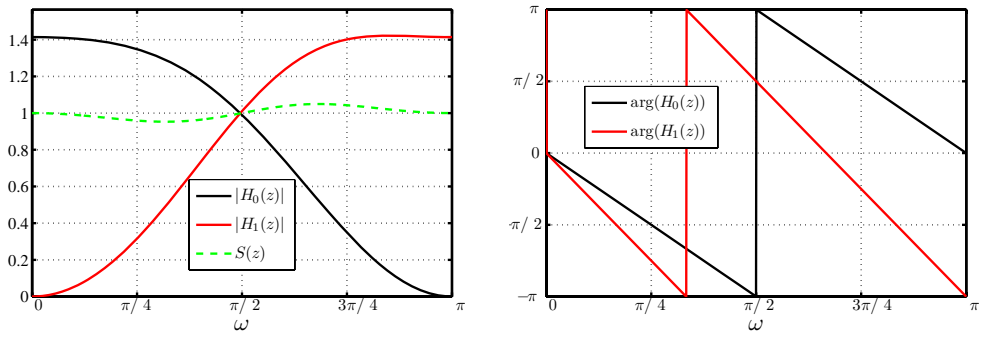 1.4
1.2
1
0.8
0.6
0.4
0.2
0
|H₀(z)|
|H₁(z)|
S(z)
0
π/ 4
π/ 2
3π/ 4
π
ω
π
π/ 2
0
π/ 2
−π
arg(H₀(z))
arg(H₁(z))
0
π/ 4
π/ 2
3π/ 4
π
ω